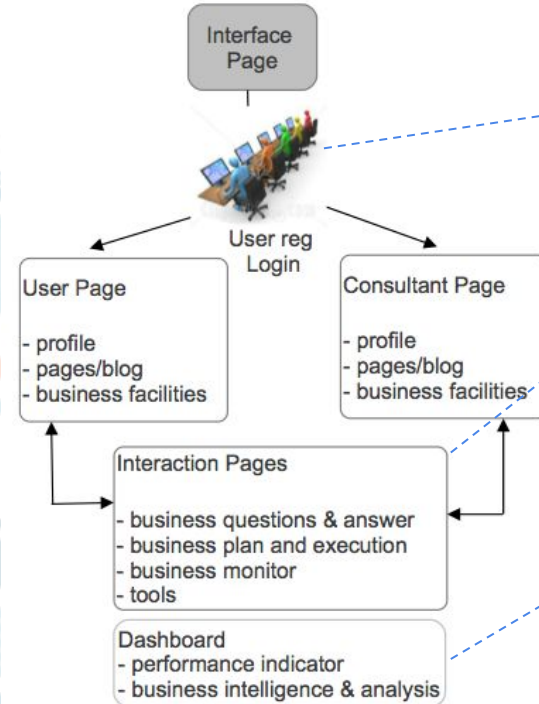 Interface
Page
User reg
Login
User Page
- profile
- pages/blog
- business facilities
Consultant Page
- profile
- pages/blog
- business facilities
Interaction Pages
- business questions & answer
- business plan and execution
- business monitor
- tools
Dashboard
- performance indicator
- business intelligence & analysis